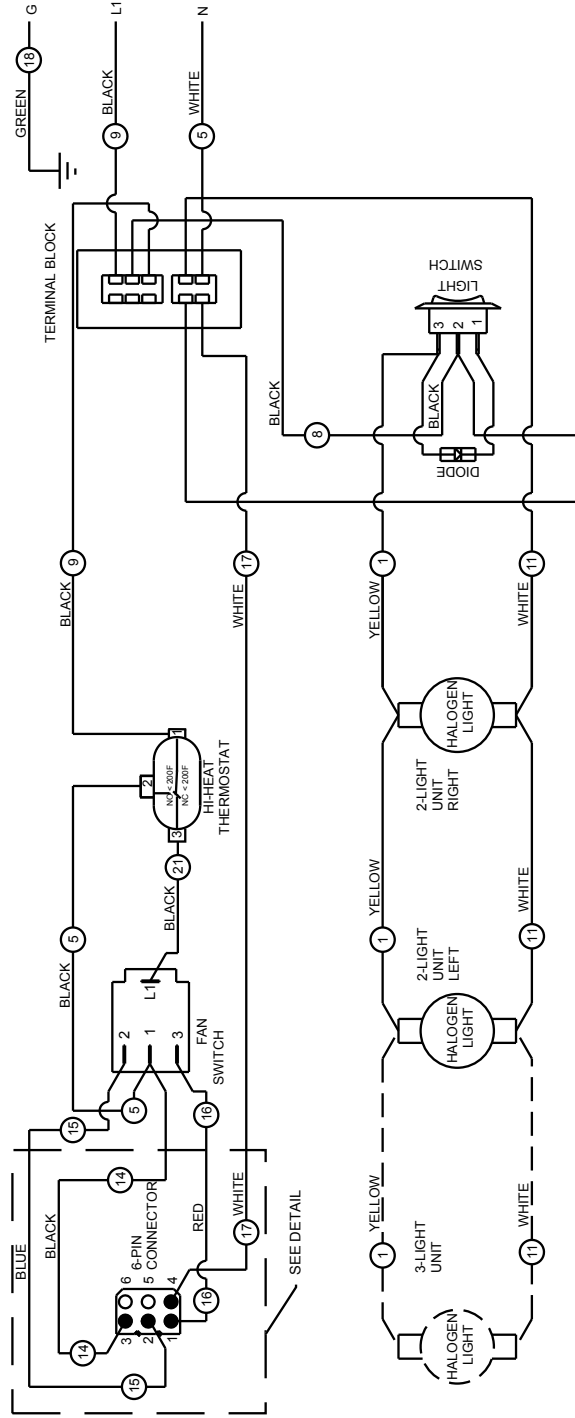 BLUE
15
BLACK
14
15
14
6-PIN
CONNECTOR
3 6
2 5
1 4
16
RED
16
WHITE
17
SEE DETAIL
5
BLACK
5
2
1
3
L1
FAN
SWITCH
BLACK
21
3
2
1
NO < 200F
NC < 200F
HI-HEAT
THERMOSTAT
BLACK
9
WHITE
17
TERMINAL BLOCK
GREEN
18
G
BLACK
9
L1
WHITE
5
N
BLACK
8
LIGHT
SWITCH
3
2
1
BLACK
DIODE
YELLOW
1
3-LIGHT
UNIT
HALOGEN
LIGHT
WHITE
11
YELLOW
1
2-LIGHT
UNIT
LEFT
HALOGEN
LIGHT
WHITE
11
YELLOW
1
2-LIGHT
UNIT
RIGHT
HALOGEN
LIGHT
WHITE
11